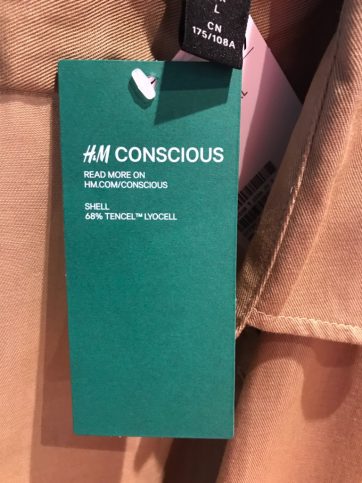 L
CN
175/108A
H&M CONSCIOUS
READ MORE ON
HM.COM/CONSCIOUS
SHELL
68% TENCEL™ LYOCELL